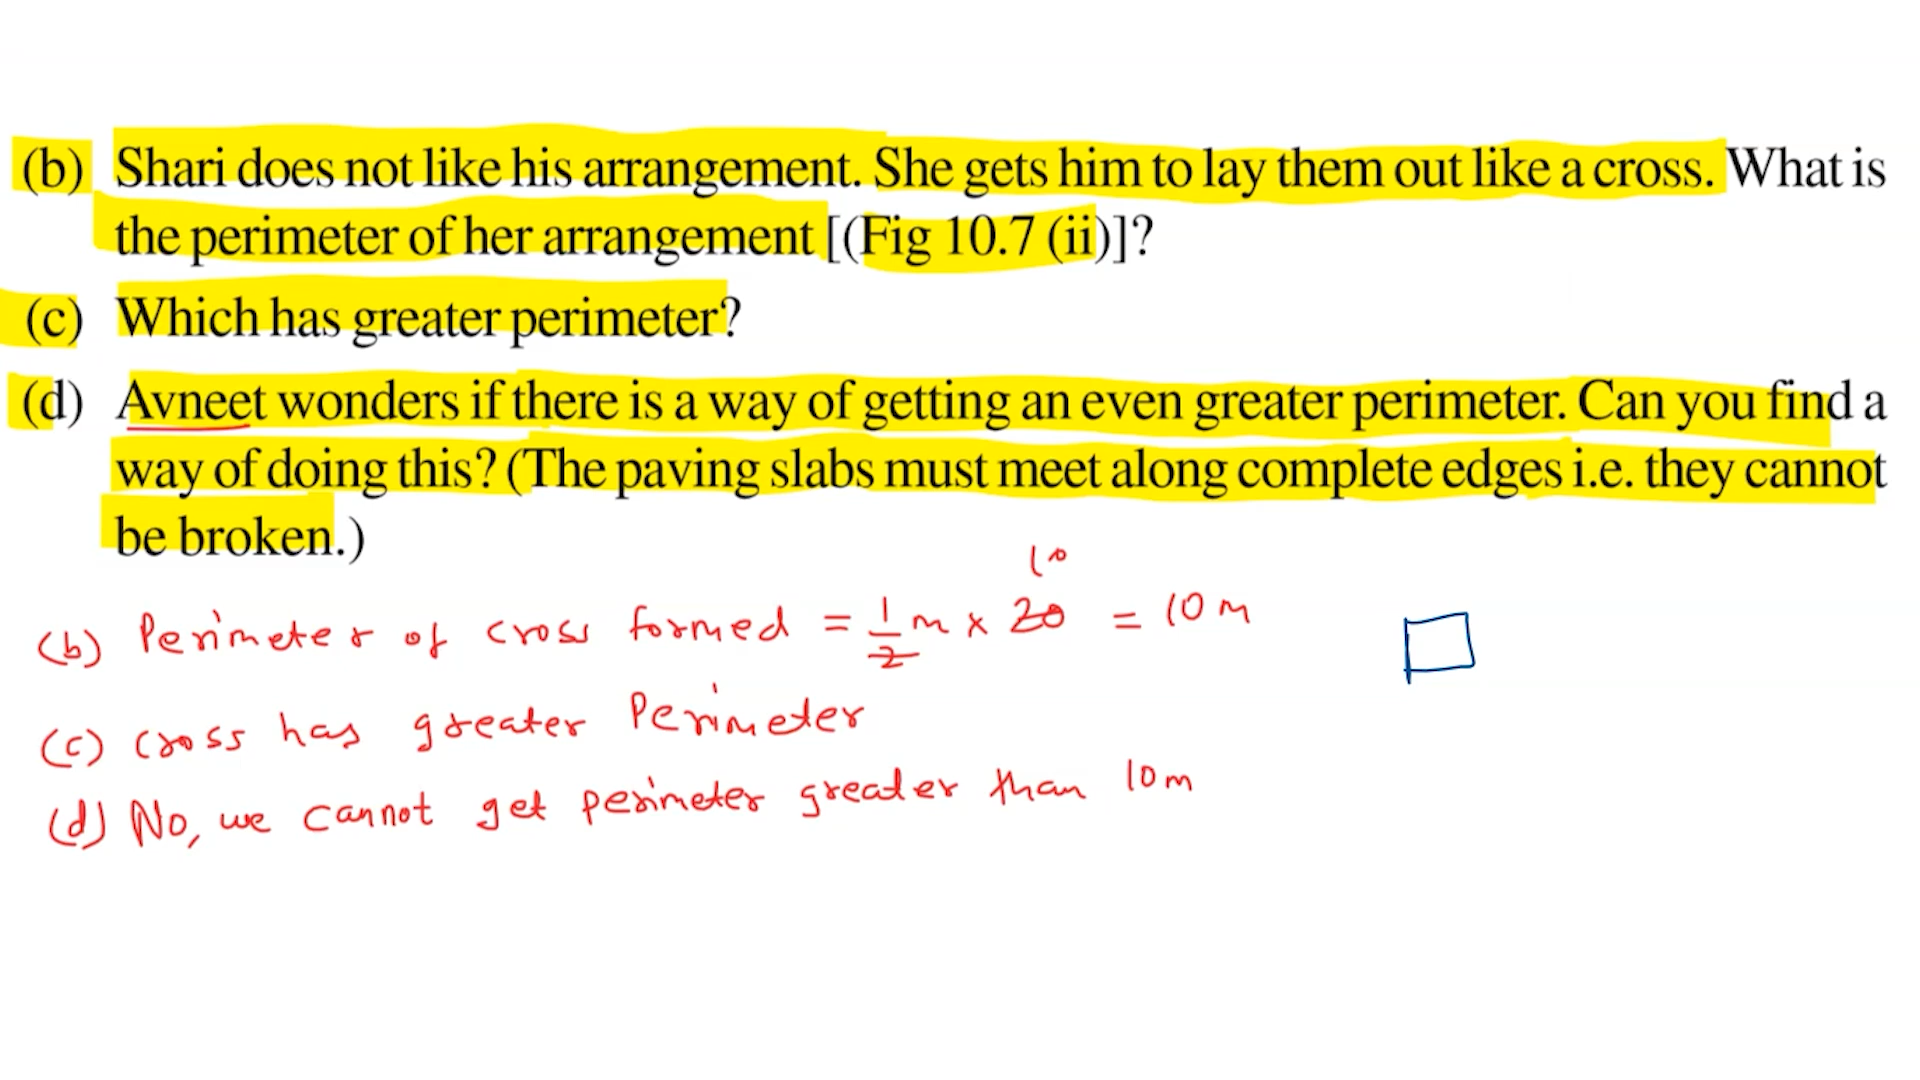 (b) Shari does not like his arrangement. She gets him to lay them out like a cross. What is
the perimeter of her arrangement [(Fig 10.7 (ii)]?
(c) Which has greater perimeter?
(d) Avneet wonders if there is a way of getting an even greater perimeter. Can you find a
way of doing this? (The paving slabs must meet along complete edges i.e. they cannot
be broken.)
10
(b) Perimeter of cross formed = 1/2 m x 20 = 10 m
(c) Cross has greater Perimeter
(d) No, we cannot get perimeter greater than 10m